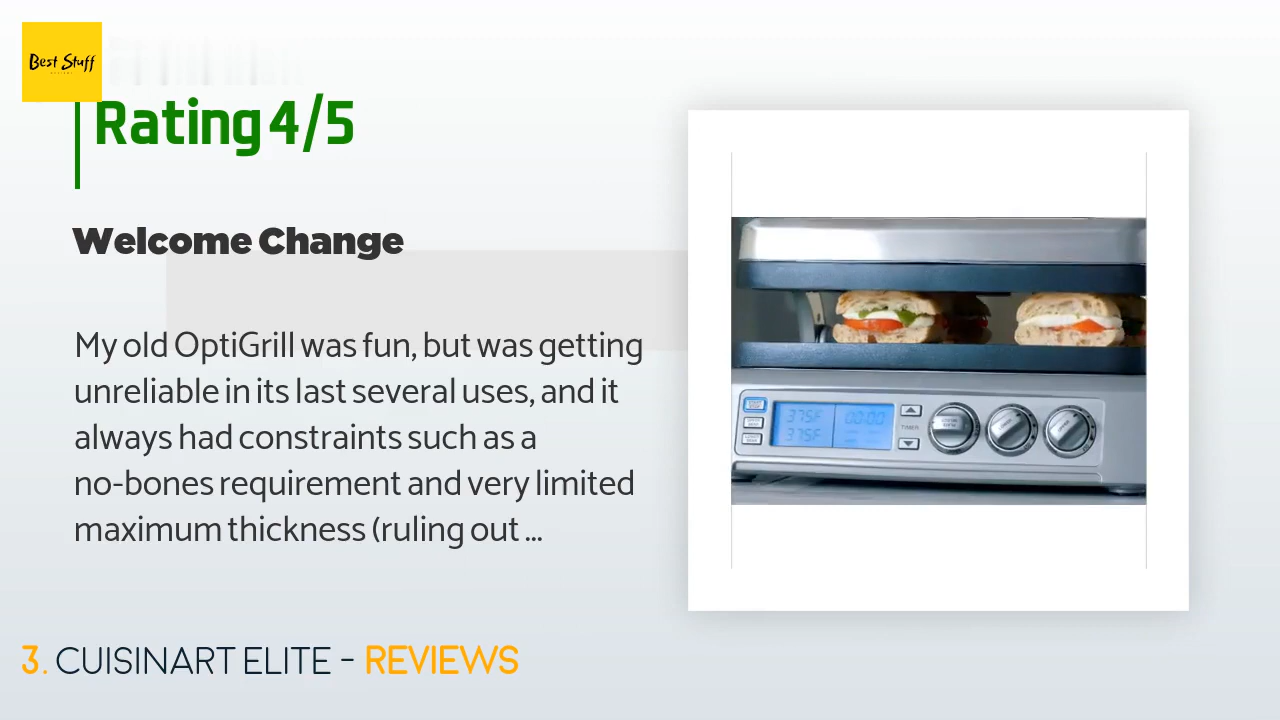 Best Stuff
Rating 4/5
Welcome Change
My old OptiGrill was fun, but was getting
unreliable in its last several uses, and it
always had constraints such as a
no-bones requirement and very limited
maximum thickness (ruling out ...
375F
00:00
375F
TIMER
3. CUISINART ELITE - REVIEWS